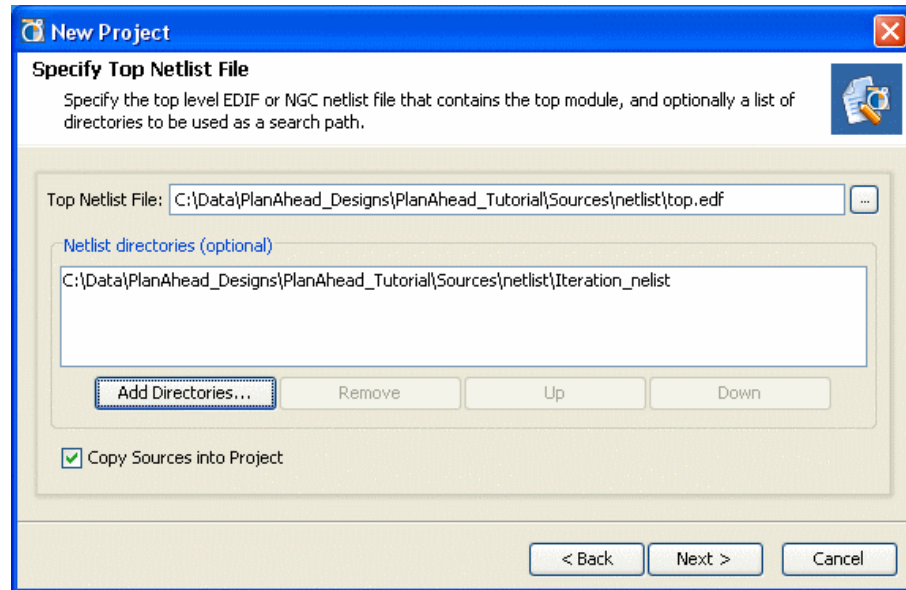 New Project
Specify Top Netlist File
Specify the top level EDIF or NGC netlist file that contains the top module, and optionally a list of
directories to be used as a search path.
Top Netlist File: C:\Data\PlanAhead_Designs\PlanAhead_Tutorial\Sources\netlist\top.edf ...
Netlist directories (optional)
C:\Data\PlanAhead_Designs\PlanAhead_Tutorial\Sources\netlist\Iteration_nelist
Add Directories... Remove Up Down
Copy Sources into Project
< Back Next > Cancel